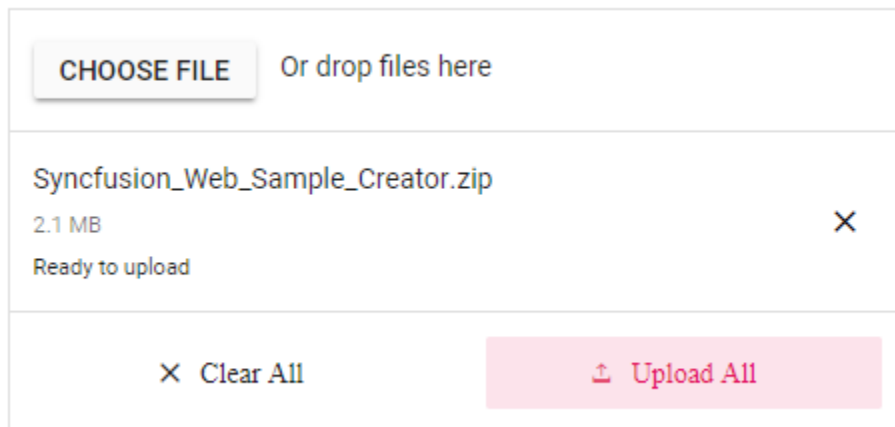 CHOOSE FILE Or drop files here
Syncfusion_Web_Sample_Creator.zip
2.1 MB
Ready to upload
Clear All Upload All